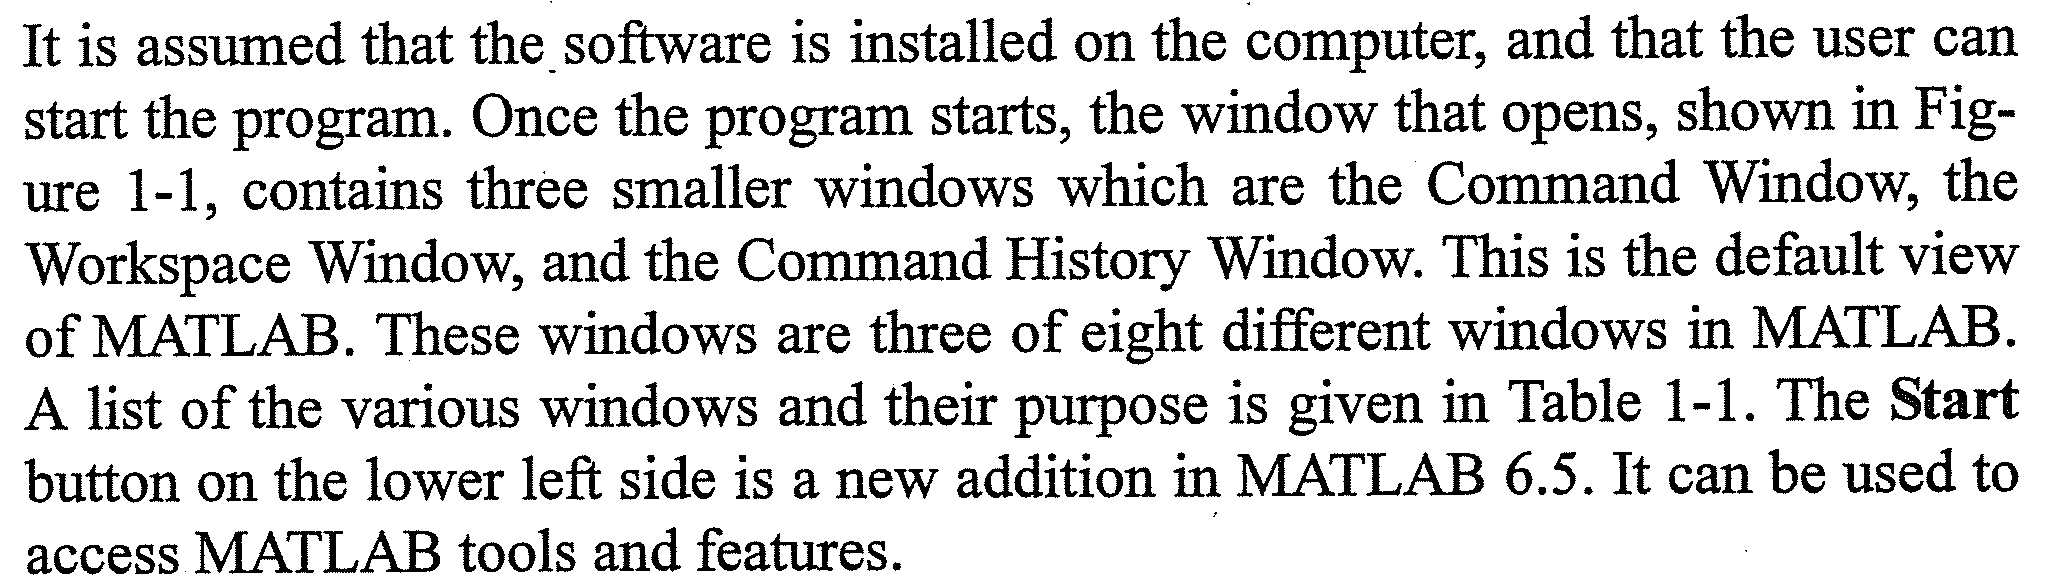 It is assumed that the software is installed on the computer, and that the user can
start the program. Once the program starts, the window that opens, shown in Fig-
ure 1-1, contains three smaller windows which are the Command Window, the
Workspace Window, and the Command History Window. This is the default view
of MATLAB. These windows are three of eight different windows in MATLAB.
A list of the various windows and their purpose is given in Table 1-1. The Start
button on the lower left side is a new addition in MATLAB 6.5. It can be used to
access MATLAB tools and features.